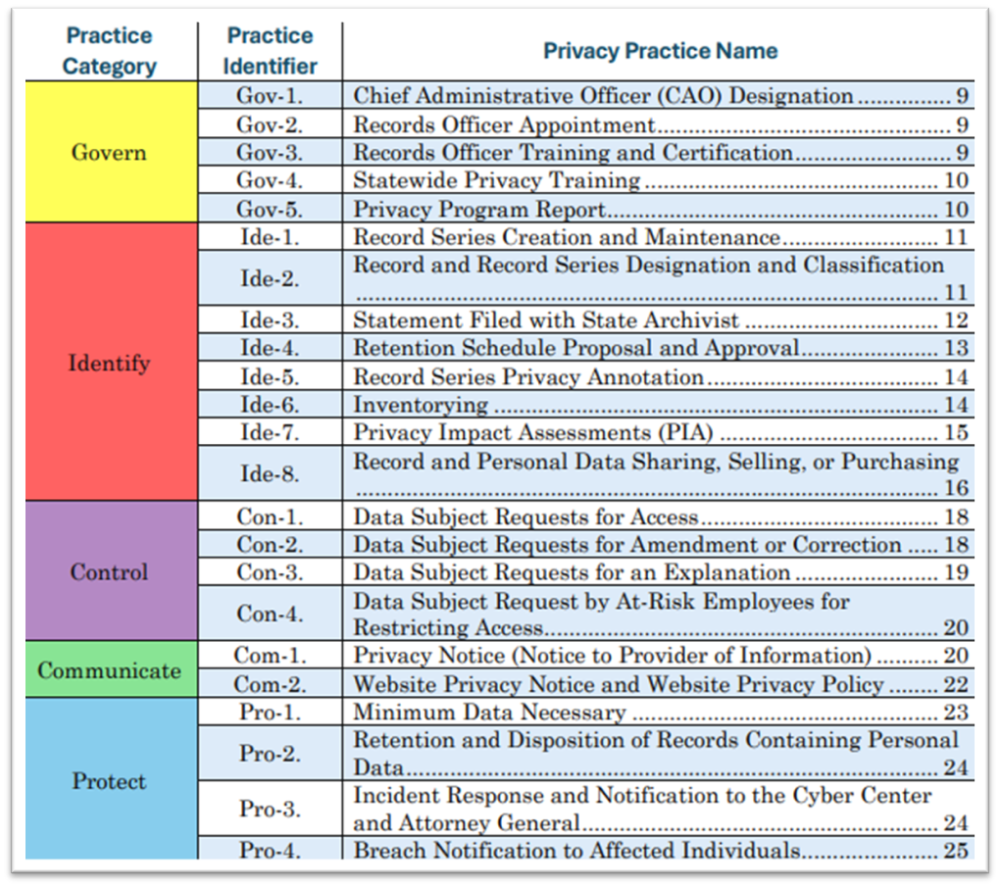 Practice Category Practice Identifier Privacy Practice Name
Govern
Gov-1. Chief Administrative Officer (CAO) Designation ............... 9
Gov-2. Records Officer Appointment.................................................. 9
Gov-3. Records Officer Training and Certification........................... 9
Gov-4. Statewide Privacy Training .................................................. 10
Gov-5. Privacy Program Report........................................................ 10
Identify
Ide-1. Record Series Creation and Maintenance.......................... 11
Ide-2. Record and Record Series Designation and Classification
.................................................................................................. 11
Ide-3. Statement Filed with State Archivist ................................ 12
Ide-4. Retention Schedule Proposal and Approval....................... 13
Ide-5. Record Series Privacy Annotation....................................... 14
Ide-6. Inventorying ........................................................................... 14
Ide-7. Privacy Impact Assessments (PIA) .................................... 15
Ide-8. Record and Personal Data Sharing, Selling, or Purchasing
.................................................................................................. 16
Control
Con-1. Data Subject Requests for Access........................................ 18
Con-2. Data Subject Requests for Amendment or Correction ..... 18
Con-3. Data Subject Requests for an Explanation ........................ 19
Con-4. Data Subject Request by At-Risk Employees for
Restricting Access.................................................................. 20
Communicate
Com-1. Privacy Notice (Notice to Provider of Information) .......... 20
Com-2. Website Privacy Notice and Website Privacy Policy ........ 22
Protect
Pro-1. Minimum Data Necessary .................................................... 23
Pro-2. Retention and Disposition of Records Containing Personal
Data......................................................................................... 24
Pro-3. Incident Response and Notification to the Cyber Center
and Attorney General............................................................ 24
Pro-4. Breach Notification to Affected Individuals....................... 25